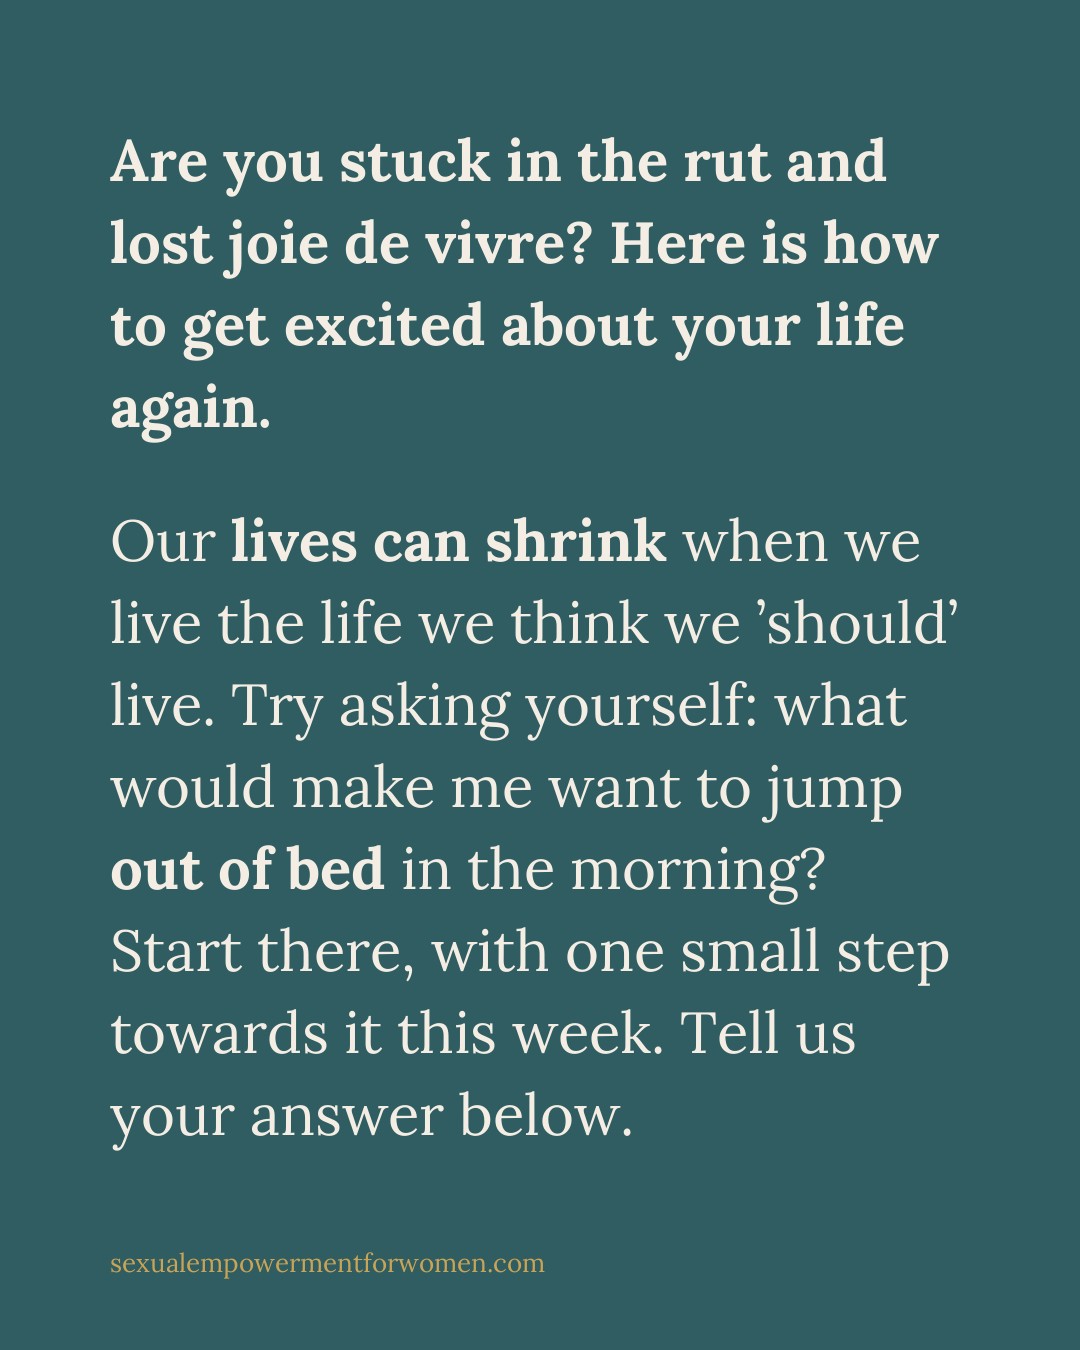 Are you stuck in the rut and
lost joie de vivre? Here is how
to get excited about your life
again.
Our lives can shrink when we
live the life we think we ’should’
live. Try asking yourself: what
would make me want to jump
out of bed in the morning?
Start there, with one small step
towards it this week. Tell us
your answer below.
sexualempowermentforwomen.com